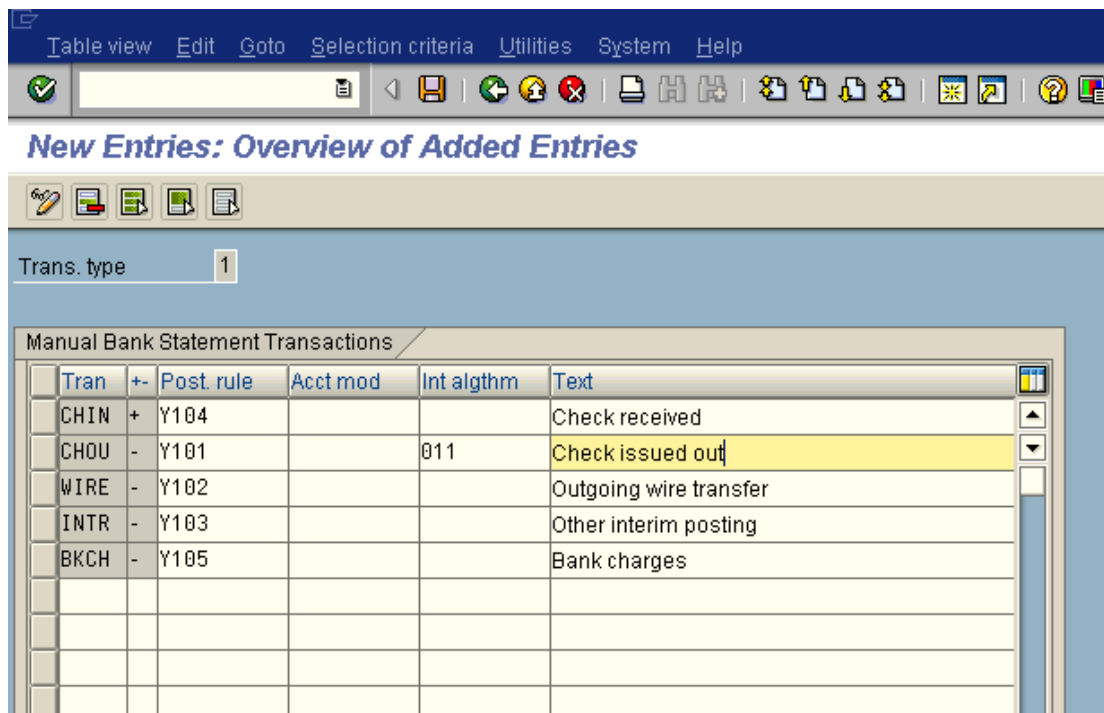 Table view Edit Goto Selection criteria Utilities System Help
New Entries: Overview of Added Entries
Trans. type 1
Manual Bank Statement Transactions
Tran +- Post. rule Acct mod Int algthm Text
CHIN + Y104 Check received
CHOU - Y101 011 Check issued out
WIRE - Y102 Outgoing wire transfer
INTR - Y103 Other interim posting
BKCH - Y105 Bank charges